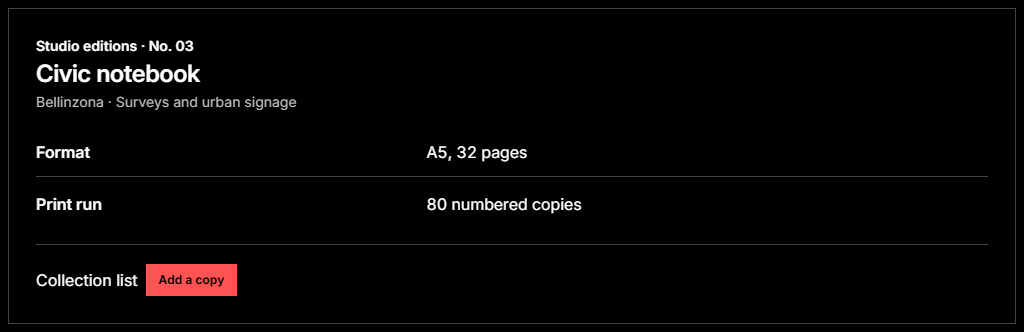 Studio editions · No. 03
Civic notebook
Bellinzona · Surveys and urban signage
Format A5, 32 pages
Print run 80 numbered copies
Collection list Add a copy